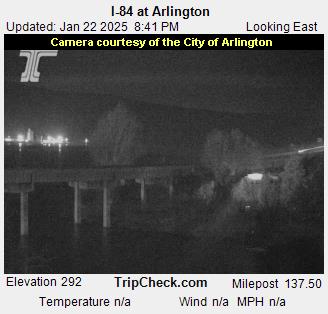 I-84 at Arlington
Updated: Jan 22 2025 8:41 PM Looking East
Camera courtesy of the City of Arlington
Elevation 292 TripCheck.com Milepost 137.50
Temperature n/a Wind n/a MPH n/a